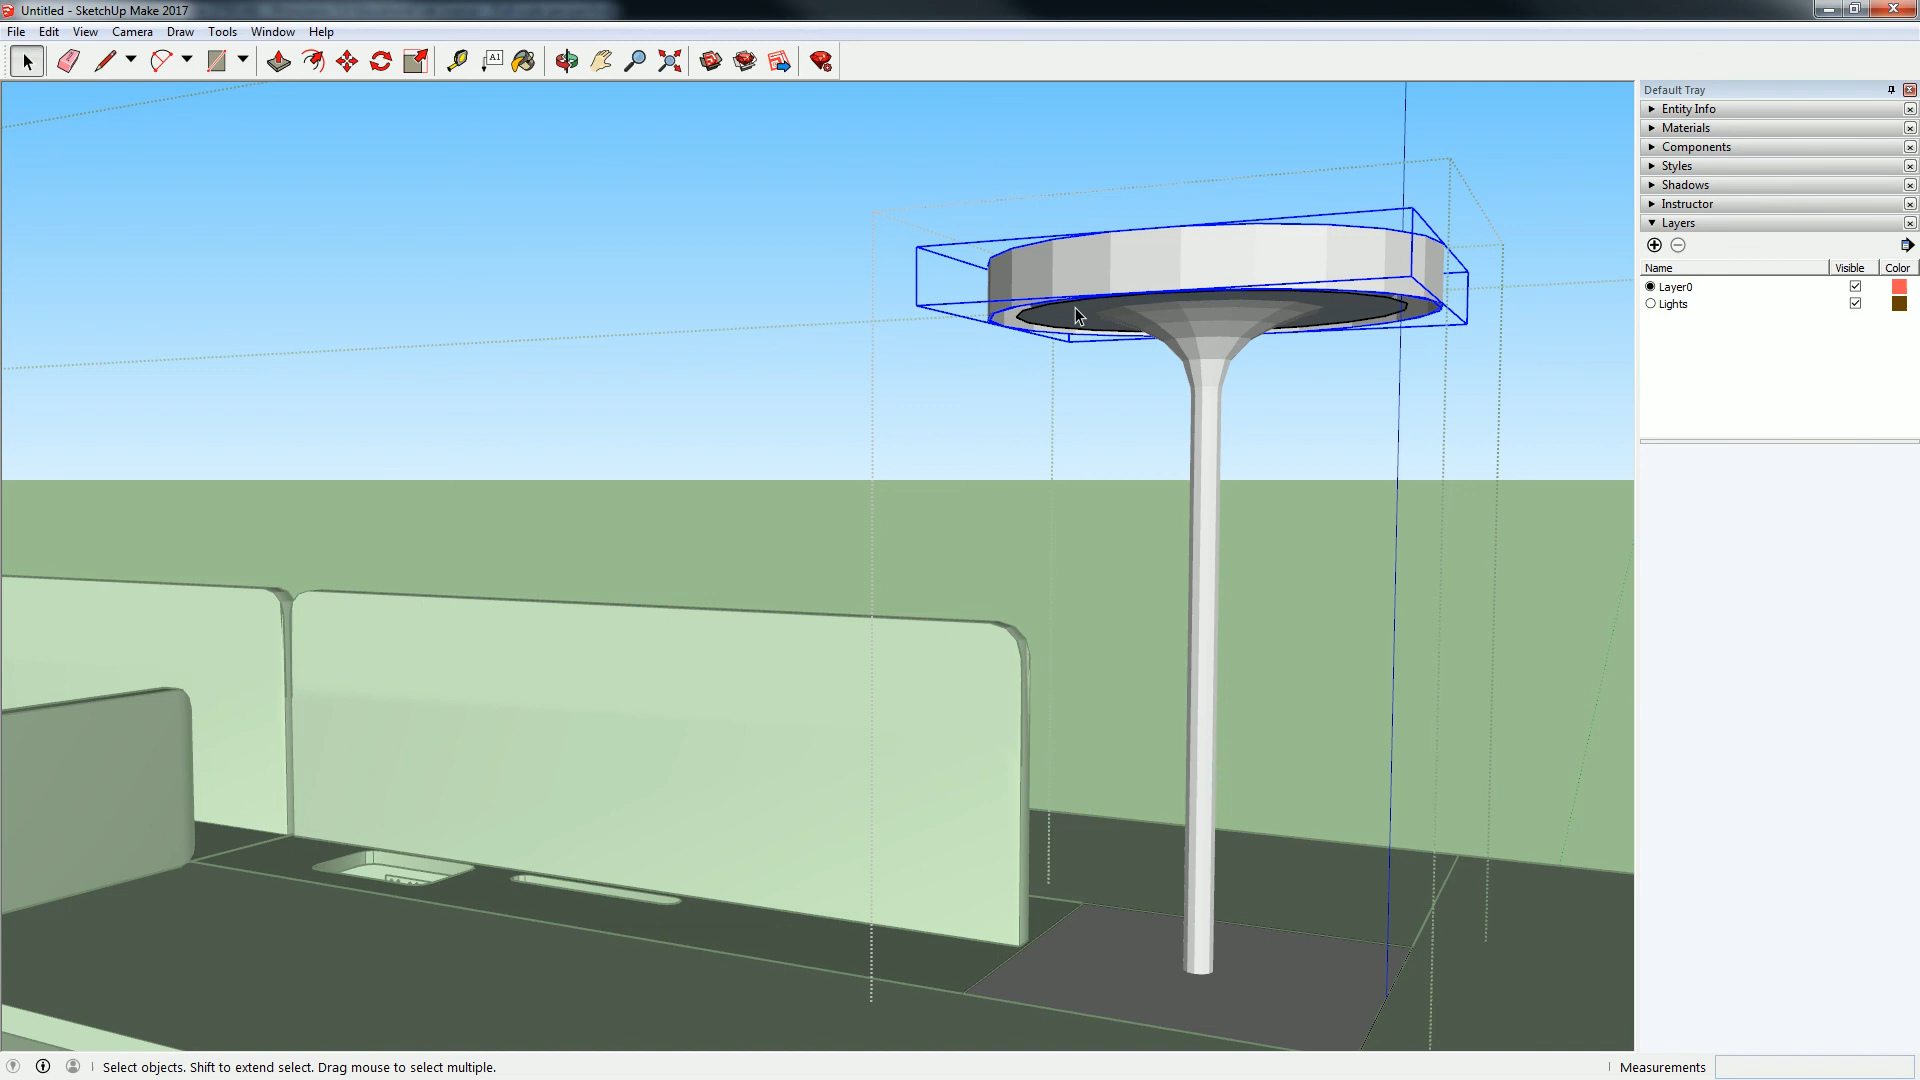 Untitled - SketchUp Make 2017
File Edit View Camera Draw Tools Window Help
A1
Default Tray
Entity Info
Materials
Components
Styles
Shadows
Instructor
Layers
Name Visible Color
Layer0
Lights
Select objects. Shift to extend select. Drag mouse to select multiple.
Measurements